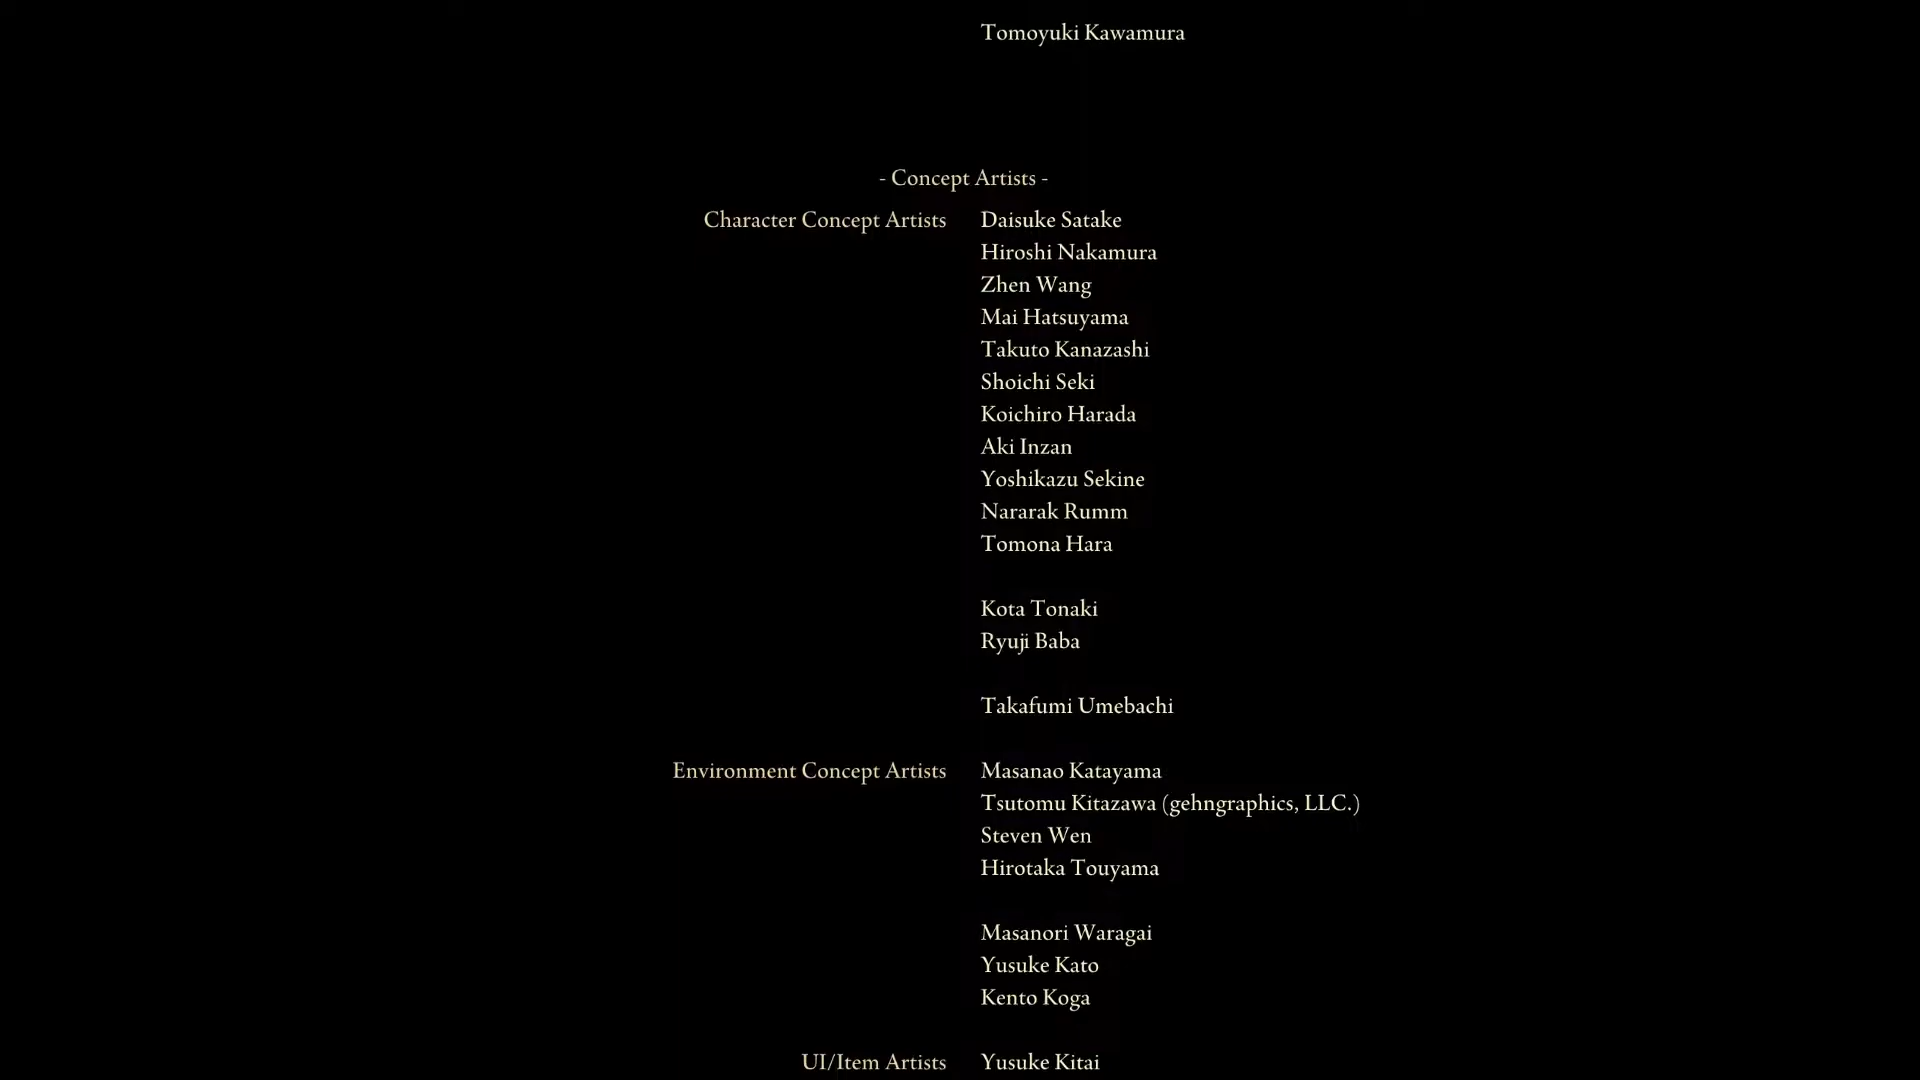 Tomoyuki Kawamura
- Concept Artists -
Character Concept Artists Daisuke Satake
Hiroshi Nakamura
Zhen Wang
Mai Hatsuyama
Takuto Kanazashi
Shoichi Seki
Koichiro Harada
Aki Inzan
Yoshikazu Sekine
Nararak Rumm
Tomona Hara
Kota Tonaki
Ryuji Baba
Takafumi Umebachi
Environment Concept Artists Masanao Katayama
Tsutomu Kitazawa (gehngraphics, LLC.)
Steven Wen
Hirotaka Touyama
Masanori Waragai
Yusuke Kato
Kento Koga
UI/Item Artists Yusuke Kitai